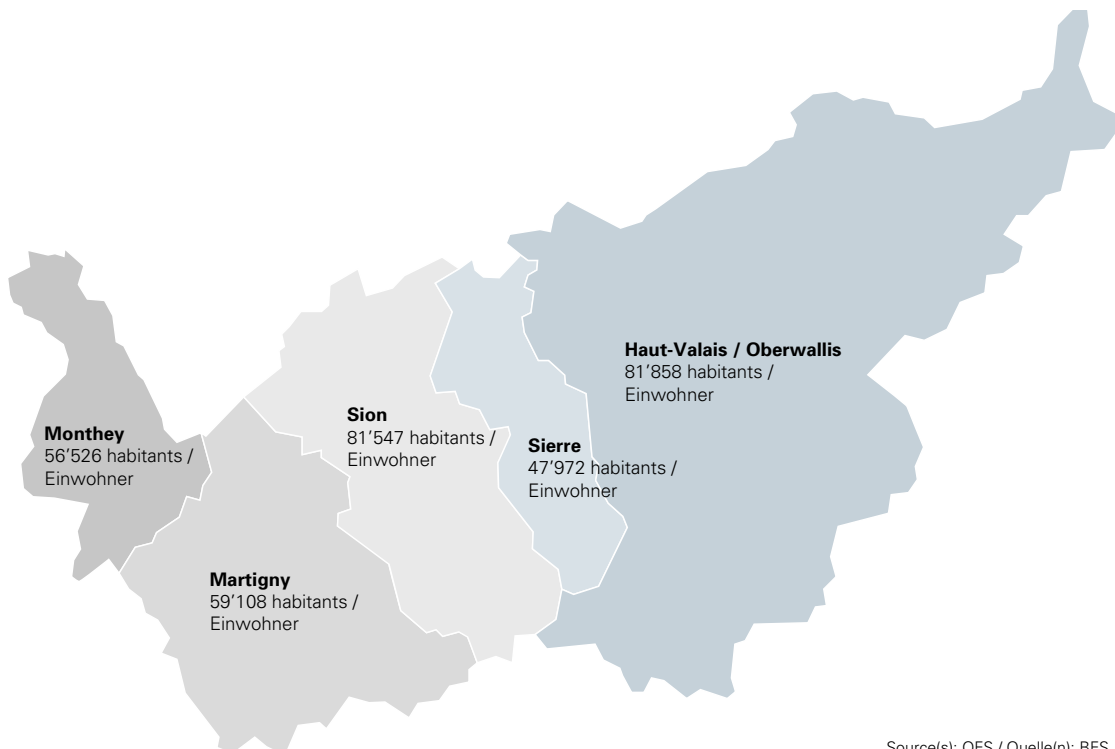 Haut-Valais / Oberwallis
81’858 habitants /
Einwohner
Sion
81’547 habitants /
Einwohner
Monthey
56’526 habitants /
Einwohner
Sierre
47’972 habitants /
Einwohner
Martigny
59’108 habitants /
Einwohner
Source(s): OFS / Quelle(n): BFS